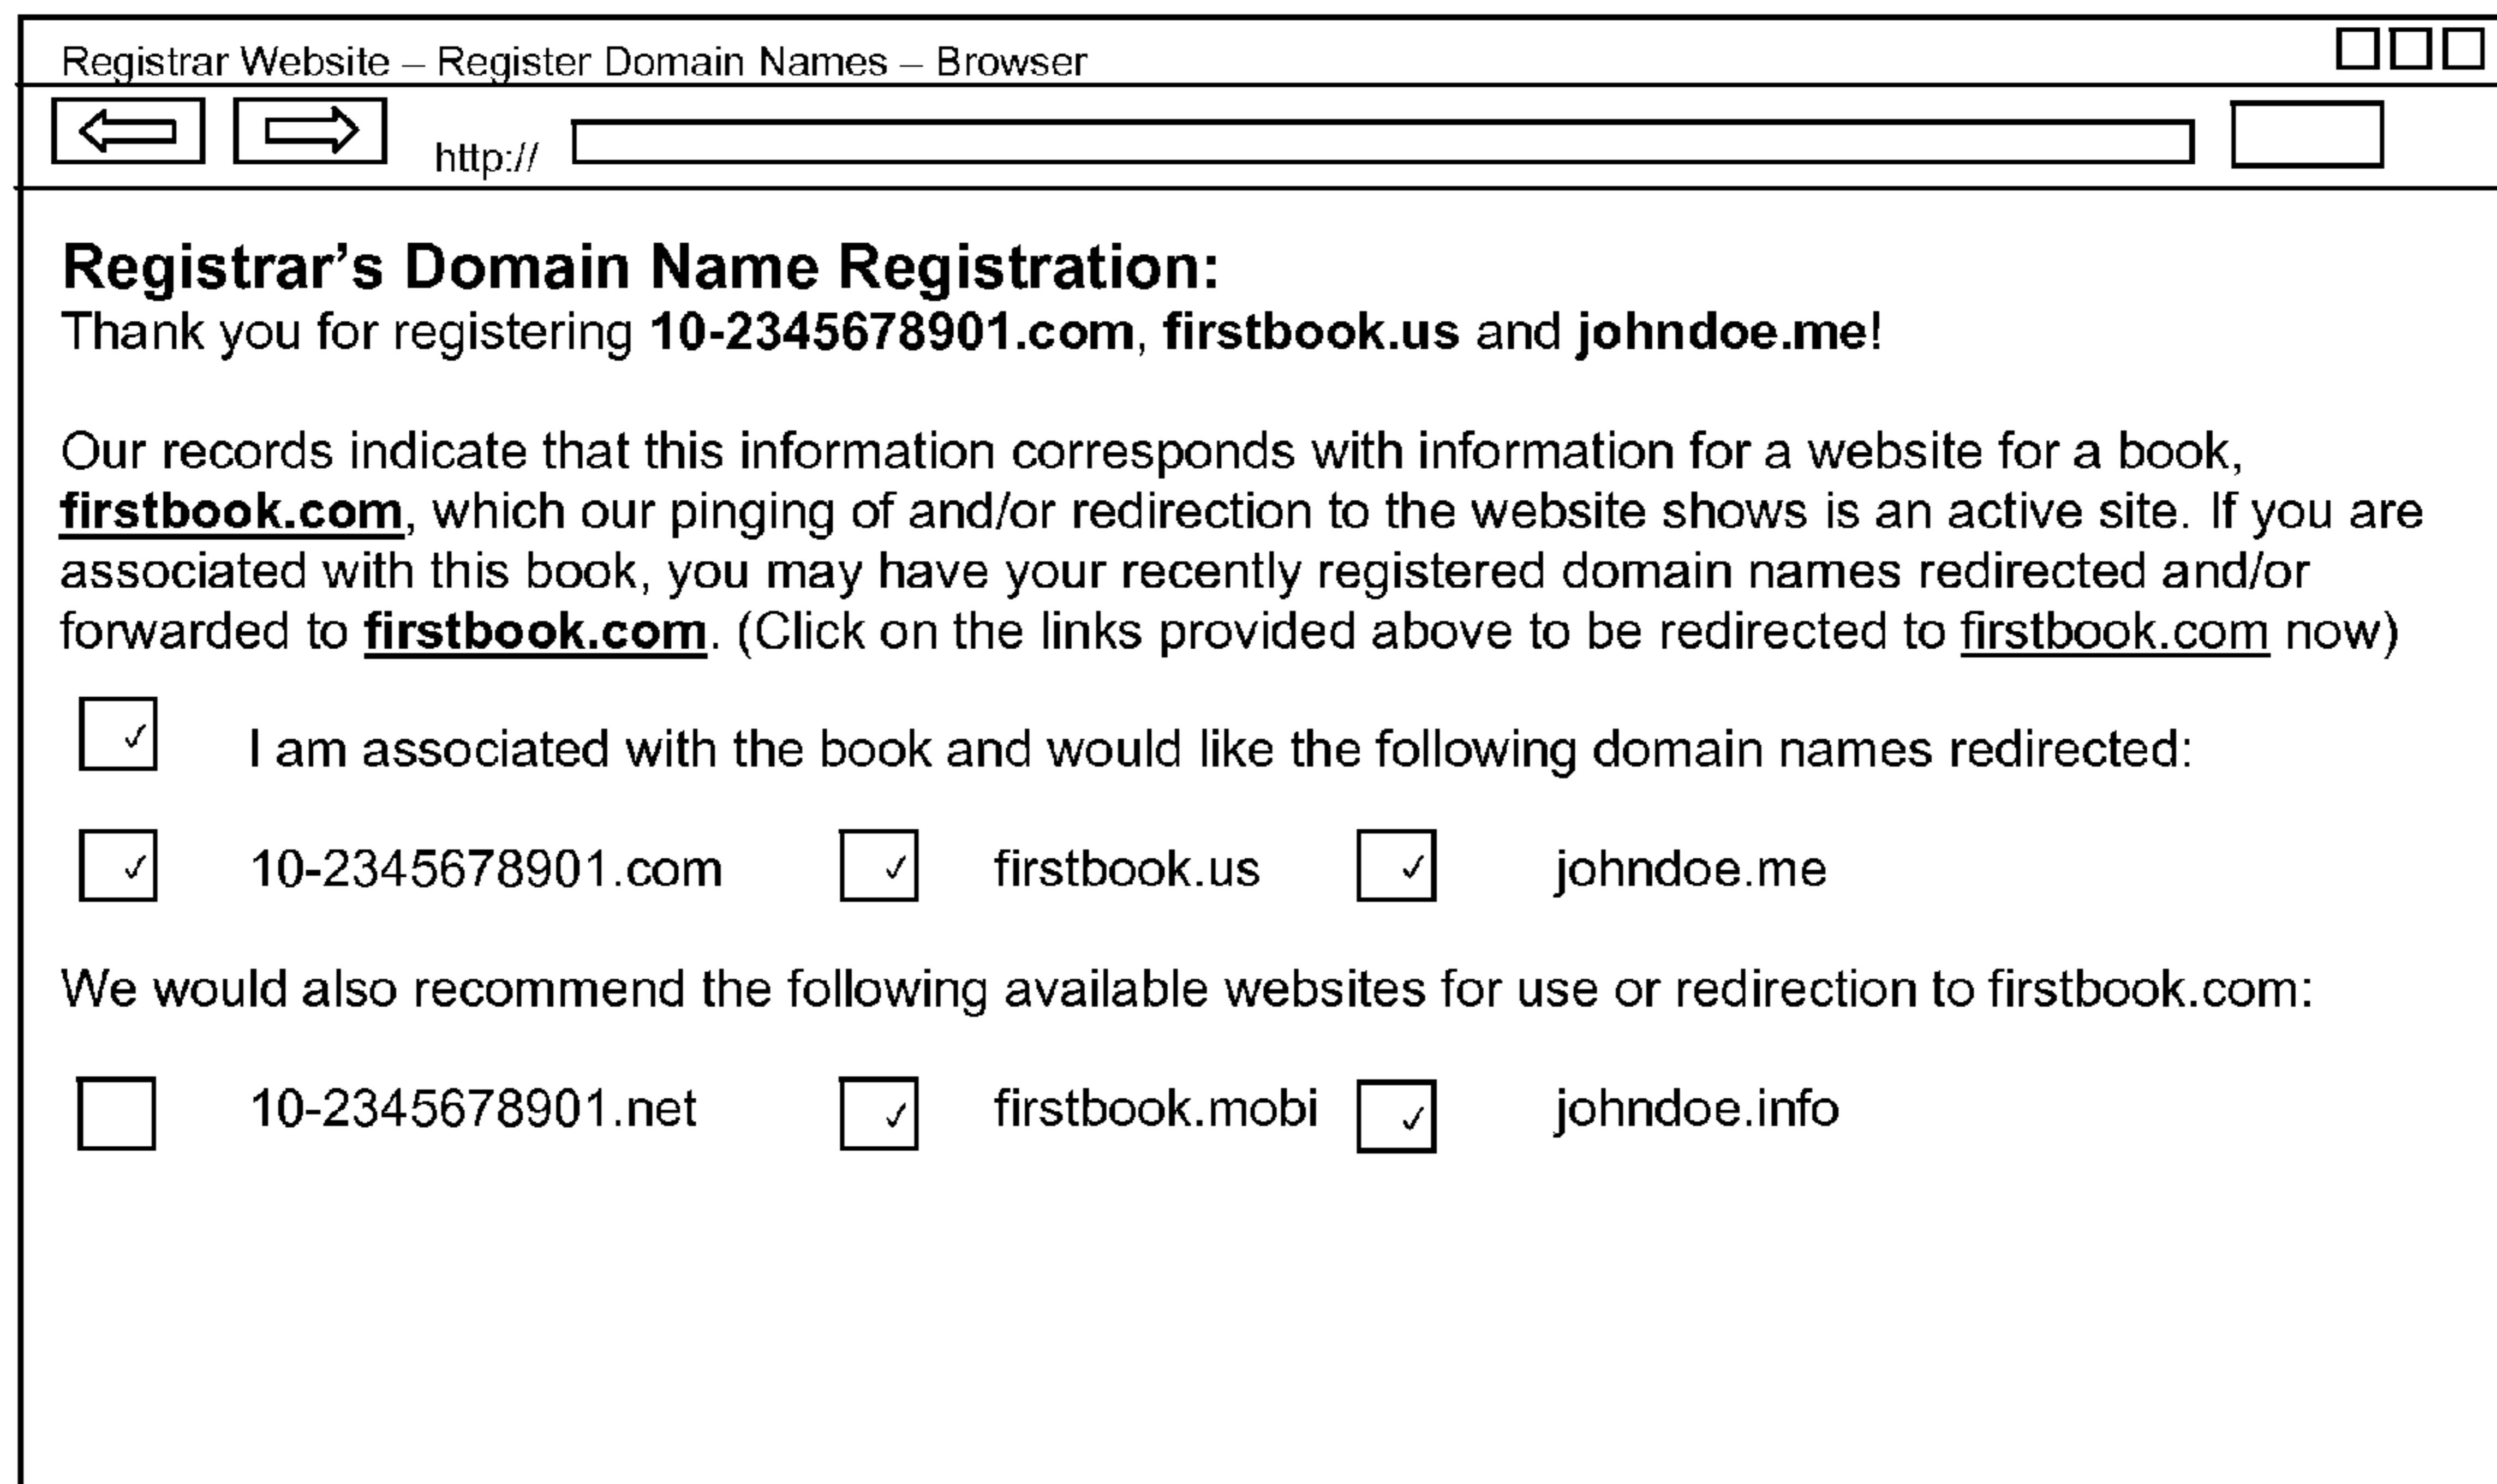 Registrar Website – Register Domain Names – Browser
http://
Registrar’s Domain Name Registration:
Thank you for registering 10-2345678901.com, firstbook.us and johndoe.me!
Our records indicate that this information corresponds with information for a website for a book,
firstbook.com, which our pinging of and/or redirection to the website shows is an active site. If you are
associated with this book, you may have your recently registered domain names redirected and/or
forwarded to firstbook.com. (Click on the links provided above to be redirected to firstbook.com now)
✓ I am associated with the book and would like the following domain names redirected:
✓ 10-2345678901.com ✓ firstbook.us ✓ johndoe.me
We would also recommend the following available websites for use or redirection to firstbook.com:
10-2345678901.net ✓ firstbook.mobi ✓ johndoe.info